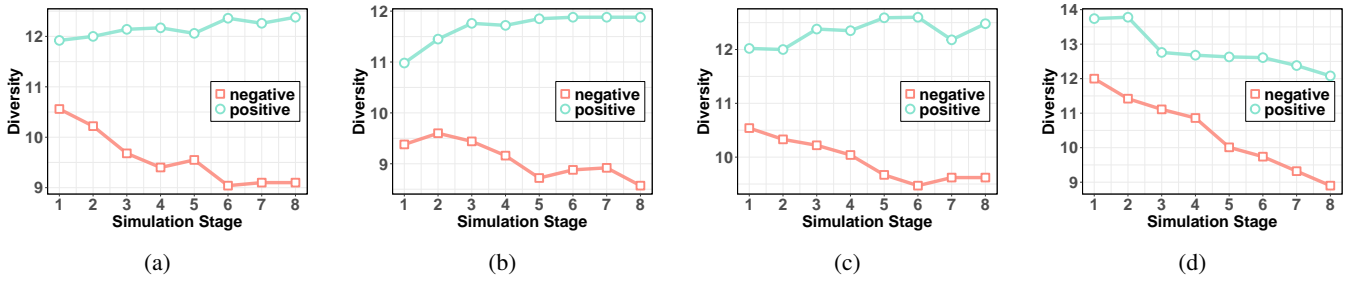 12
11
10
9
Diversity
negative
positive
1 2 3 4 5 6 7 8
Simulation Stage
(a)
12
11
10
9
Diversity
negative
positive
1 2 3 4 5 6 7 8
Simulation Stage
(b)
12
11
10
Diversity
negative
positive
1 2 3 4 5 6 7 8
Simulation Stage
(c)
14
13
12
11
10
9
Diversity
negative
positive
1 2 3 4 5 6 7 8
Simulation Stage
(d)